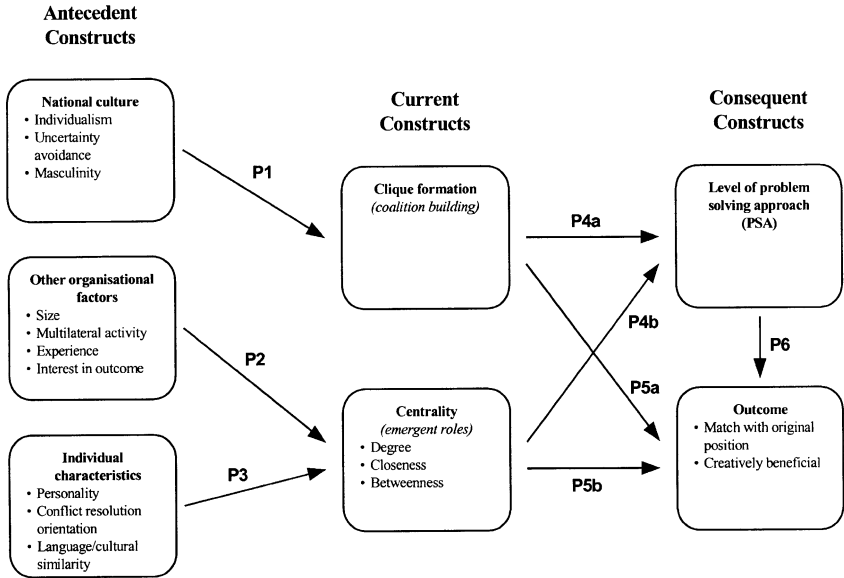 Antecedent
Constructs
National culture
• Individualism
• Uncertainty
avoidance
• Masculinity
Other organisational
factors
• Size
• Multilateral activity
• Experience
• Interest in outcome
Individual
characteristics
• Personality
• Conflict resolution
orientation
• Language/cultural
similarity
P1
P2
P3
Current
Constructs
Clique formation
(coalition building)
Centrality
(emergent roles)
• Degree
• Closeness
• Betweenness
P4a
P4b
P5a
P5b
Consequent
Constructs
Level of problem
solving approach
(PSA)
P6
Outcome
• Match with original
position
• Creatively beneficial